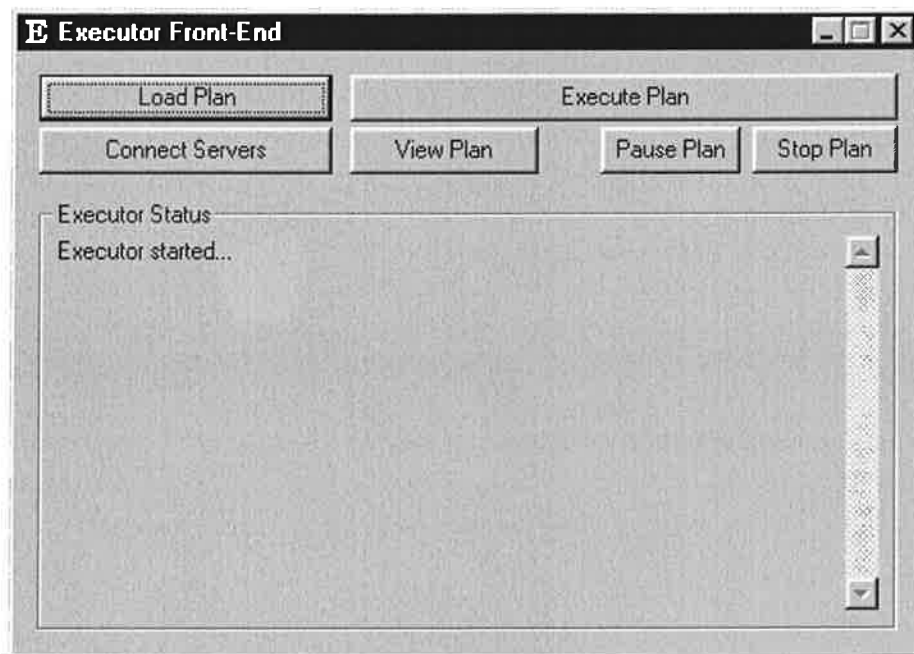 E Executor Front-End
Load Plan Execute Plan
Connect Servers View Plan Pause Plan Stop Plan
Executor Status
Executor started...